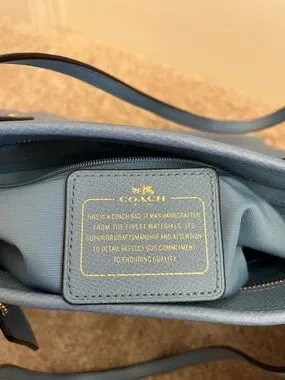 COACH
THIS IS A COACH BAG. IT WAS HANDCRAFTED
FROM THE FINEST MATERIALS. ITS
SUPERIOR CRAFTSMANSHIP AND ATTENTION
TO DETAIL REFLECT OUR COMMITMENT
TO ENDURING QUALITY.